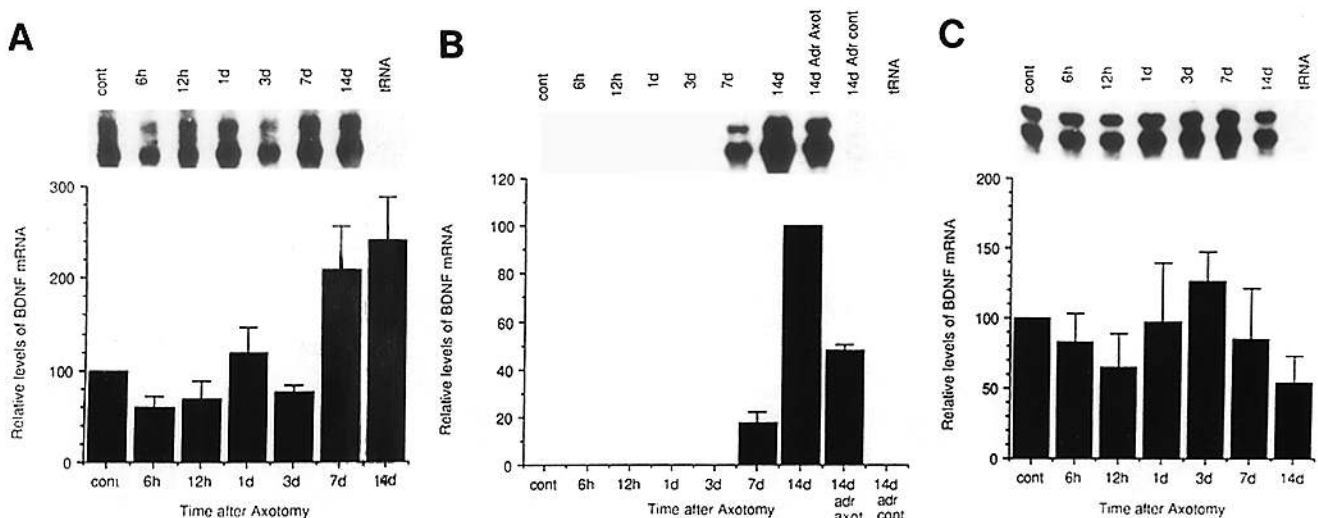 A
cont 6h 12h 1d 3d 7d 14d tRNA
Relative levels of BDNF mRNA
300
200
100
0
cont 6h 12h 1d 3d 7d 14d
Time after Axotomy
B
cont 6h 12h 1d 3d 7d 14d 14d Adr Axot 14d Adr cont tRNA
Relative levels of BDNF mRNA
120
100
80
60
40
20
0
cont 6h 12h 1d 3d 7d 14d 14d adr axot 14d adr cont
Time after Axotomy
C
cont 6h 12h 1d 3d 7d 14d tRNA
Relative levels of BDNF mRNA
200
150
100
50
0
cont 6h 12h 1d 3d 7d 14d
Time after Axotomy